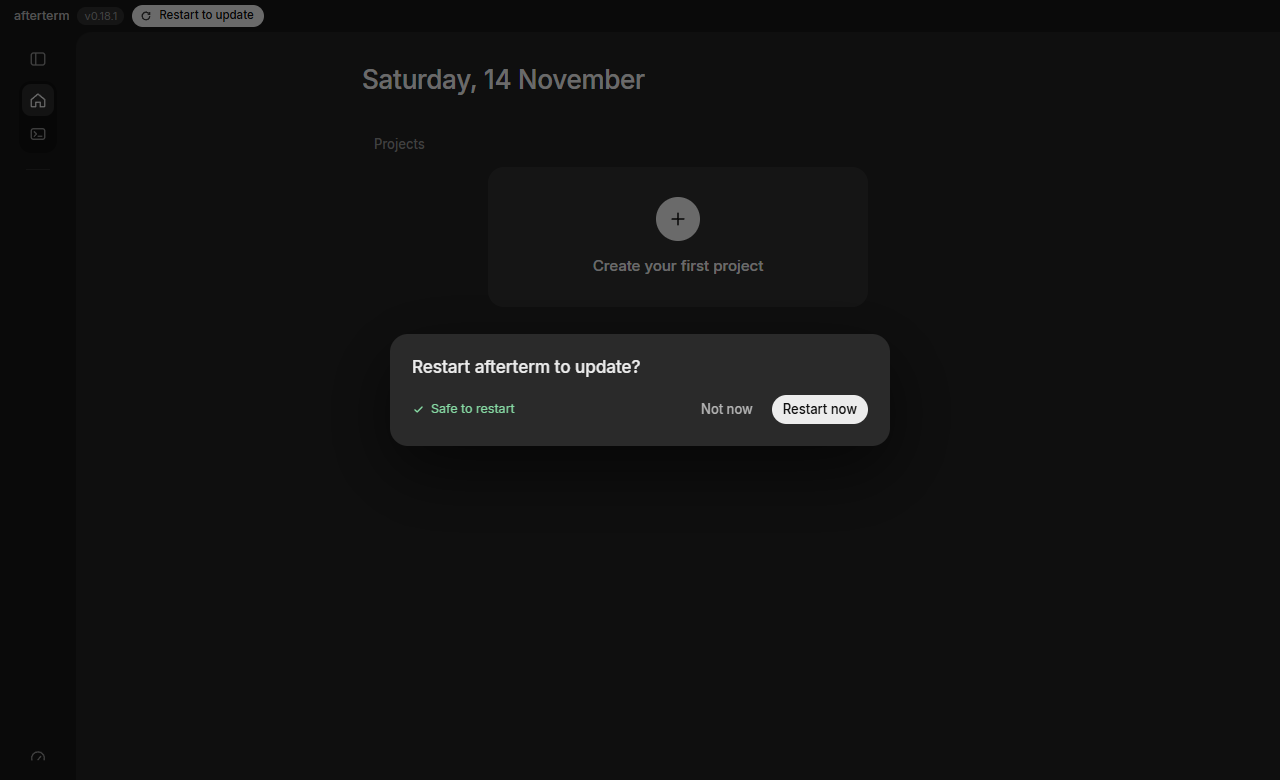 afterterm v0.18.1 Restart to update
Saturday, 14 November
Projects
Create your first project
Restart afterterm to update?
Safe to restart Not now Restart now